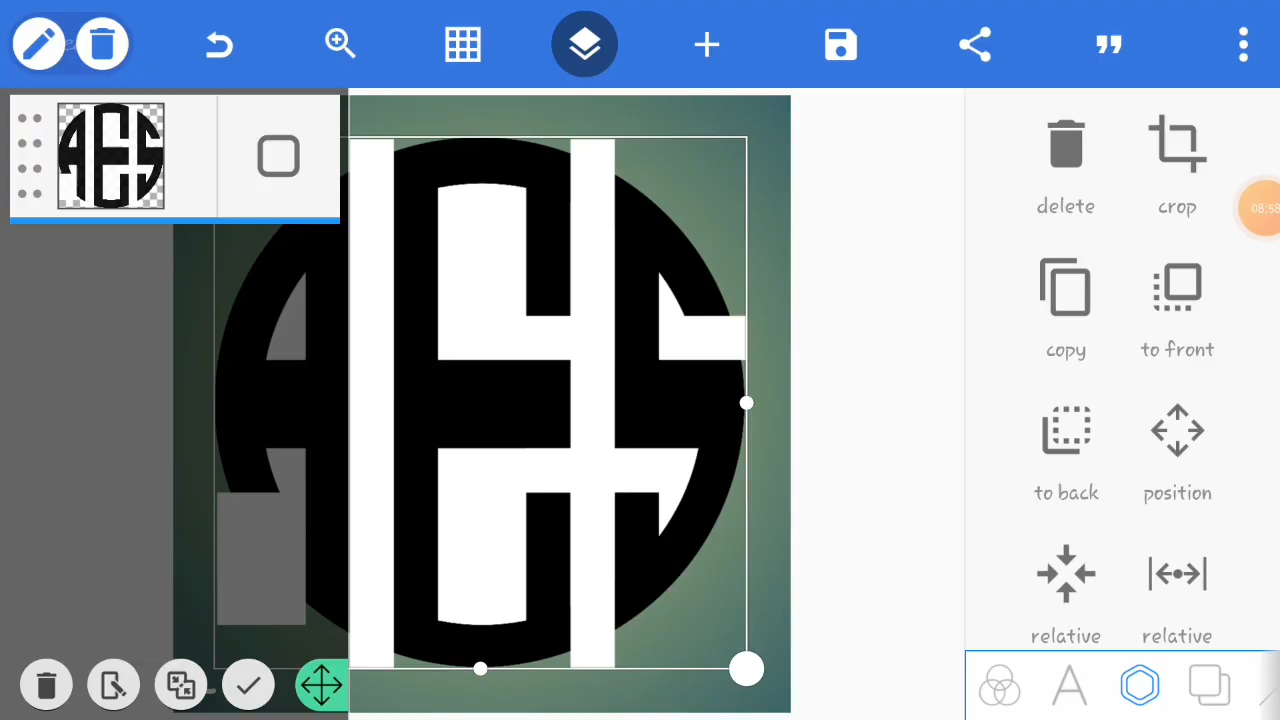 08:58
AES
AES
delete crop
copy to front
to back position
relative relative